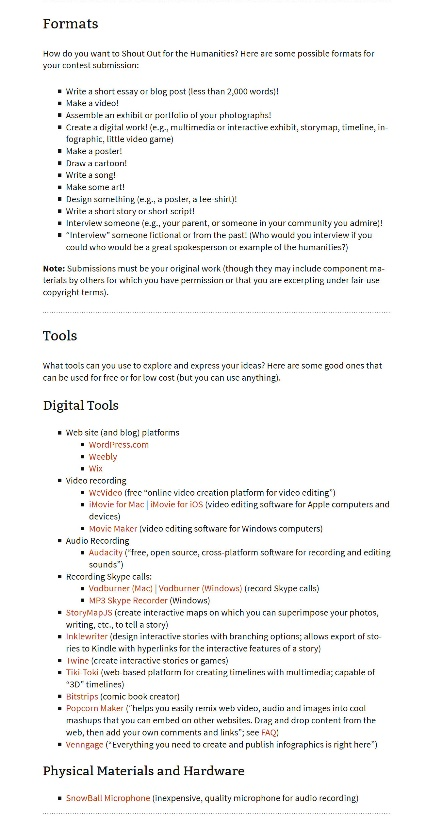 Formats
How do you want to Shout Out for the Humanities? Here are some possible formats for
your contest submission:
Write a short essay or blog post (less than 2,000 words)!
Make a video!
Assemble an exhibit or portfolio of your photographs!
Create a digital work! (e.g., multimedia or interactive exhibit, storymap, timeline, in-
fographic, little video game)
Make a poster!
Draw a cartoon!
Write a song!
Make some art!
Design something (e.g., a poster, a tee-shirt)!
Write a short story or short script!
Interview someone (e.g., your parent, or someone in your community you admire)!
"Interview" someone fictional or from the past! (Who would you interview if you
could who would be a great spokesperson or example of the humanities?)
Note: Submissions must be your original work (though they may include component ma-
terials by others for which you have permission or that you are excerpting under fair use
copyright terms).
Tools
What tools can you use to explore and express your ideas? Here are some good ones that
can be used for free or for low cost (but you can use anything).
Digital Tools
Web site (and blog) platforms
WordPress.com
Weebly
Wix
Video recording
WeVideo (free "online video creation platform for video editing")
iMovie for Mac | iMovie for iOS (video editing software for Apple computers and
devices)
Movie Maker (video editing software for Windows computers)
Audio Recording
Audacity ("free, open source, cross-platform software for recording and editing
sounds")
Recording Skype calls:
Vodburner (Mac) | Vodburner (Windows) (record Skype calls)
MP3 Skype Recorder (Windows)
StoryMapJS (create interactive maps on which you can superimpose your photos,
writing, etc., to tell a story)
Inklewriter (design interactive stories with branching options; allows export of sto-
ries to Kindle with hyperlinks for the interactive features of a story)
Twine (create interactive stories or games)
Tiki-Toki (web-based platform for creating timelines with multimedia; capable of
"3D" timelines)
Bitstrips (comic book creator)
Popcorn Maker ("helps you easily remix web video, audio and images into cool
mashups that you can embed on other websites. Drag and drop content from the
web, then add your own comments and links"; see FAQ)
Venngage ("Everything you need to create and publish infographics is right here")
Physical Materials and Hardware
SnowBall Microphone (inexpensive, quality microphone for audio recording)